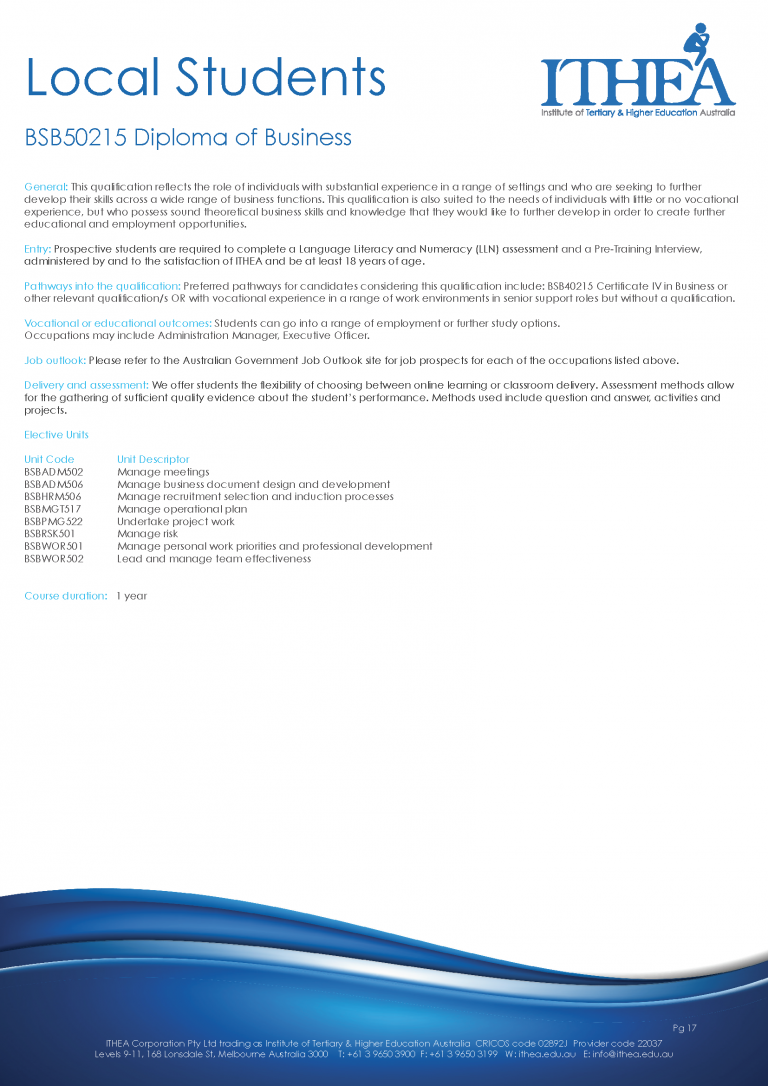 Local Students
ITHEA
Institute of Tertiary & Higher Education Australia
BSB50215 Diploma of Business
General: This qualification reflects the role of individuals with substantial experience in a range of settings and who are seeking to further
develop their skills across a wide range of business functions. This qualification is also suited to the needs of individuals with little or no vocational
experience, but who possess sound theoretical business skills and knowledge that they would like to further develop in order to create further
educational and employment opportunities.
Entry: Prospective students are required to complete a Language Literacy and Numeracy (LLN) assessment and a Pre-Training Interview,
administered by and to the satisfaction of ITHEA and be at least 18 years of age.
Pathways into the qualification: Preferred pathways for candidates considering this qualification include: BSB40215 Certificate IV in Business or
other relevant qualification/s OR with vocational experience in a range of work environments in senior support roles but without a qualification.
Vocational or educational outcomes: Students can go into a range of employment or further study options.
Occupations may include Administration Manager, Executive Officer.
Job outlook: Please refer to the Australian Government Job Outlook site for job prospects for each of the occupations listed above.
Delivery and assessment: We offer students the flexibility of choosing between online learning or classroom delivery. Assessment methods allow
for the gathering of sufficient quality evidence about the student's performance. Methods used include question and answer, activities and
projects.
Elective Units
Unit Code Unit Descriptor
BSBADM502 Manage meetings
BSBADM506 Manage business document design and development
BSBHRM506 Manage recruitment selection and induction processes
BSBMGT517 Manage operational plan
BSBPMG522 Undertake project work
BSBRSK501 Manage risk
BSBWOR501 Manage personal work priorities and professional development
BSBWOR502 Lead and manage team effectiveness
Course duration: 1 year
Pg 17
ITHEA Corporation Pty Ltd trading as Institute of Tertiary & Higher Education Australia CRICOS code 02892J Provider code 22037
Levels 9-11, 168 Lonsdale St, Melbourne Australia 3000 T: +61 3 9650 3900 F: +61 3 9650 3199 W: ithea.edu.au E: info@ithea.edu.au